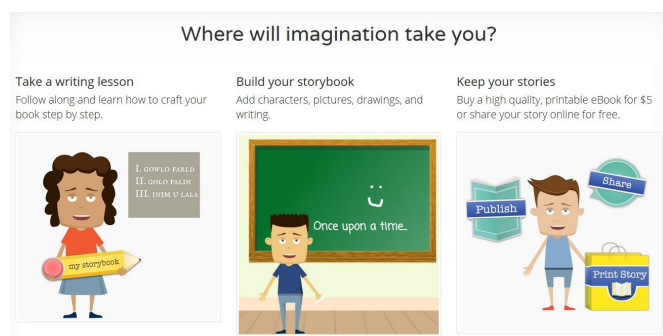 Where will imagination take you?
Take a writing lesson
Follow along and learn how to craft your
book step by step.
I. GOWLO PARLD
II. GOLO PALIN
III. INIM U LALA
my storybook
Build your storybook
Add characters, pictures, drawings, and
writing.
Once upon a time..
Keep your stories
Buy a high quality, printable eBook for $5
or share your story online for free.
Publish
Share
Print Story